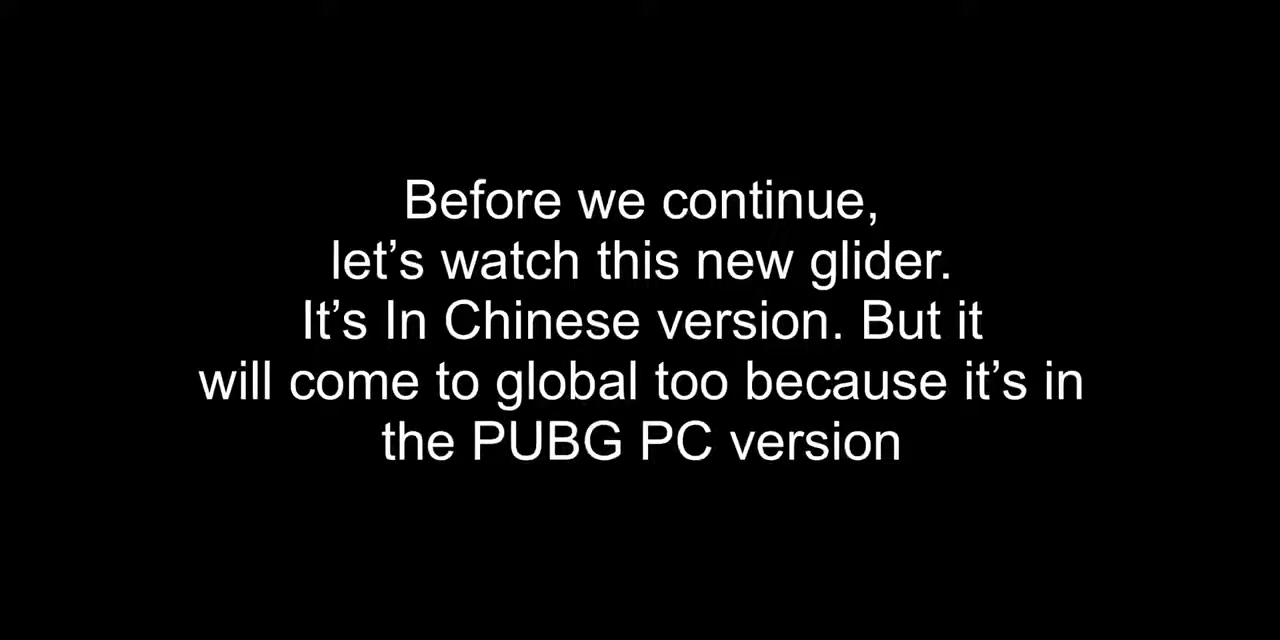 Before we continue,
let’s watch this new glider.
It’s In Chinese version. But it
will come to global too because it’s in
the PUBG PC version